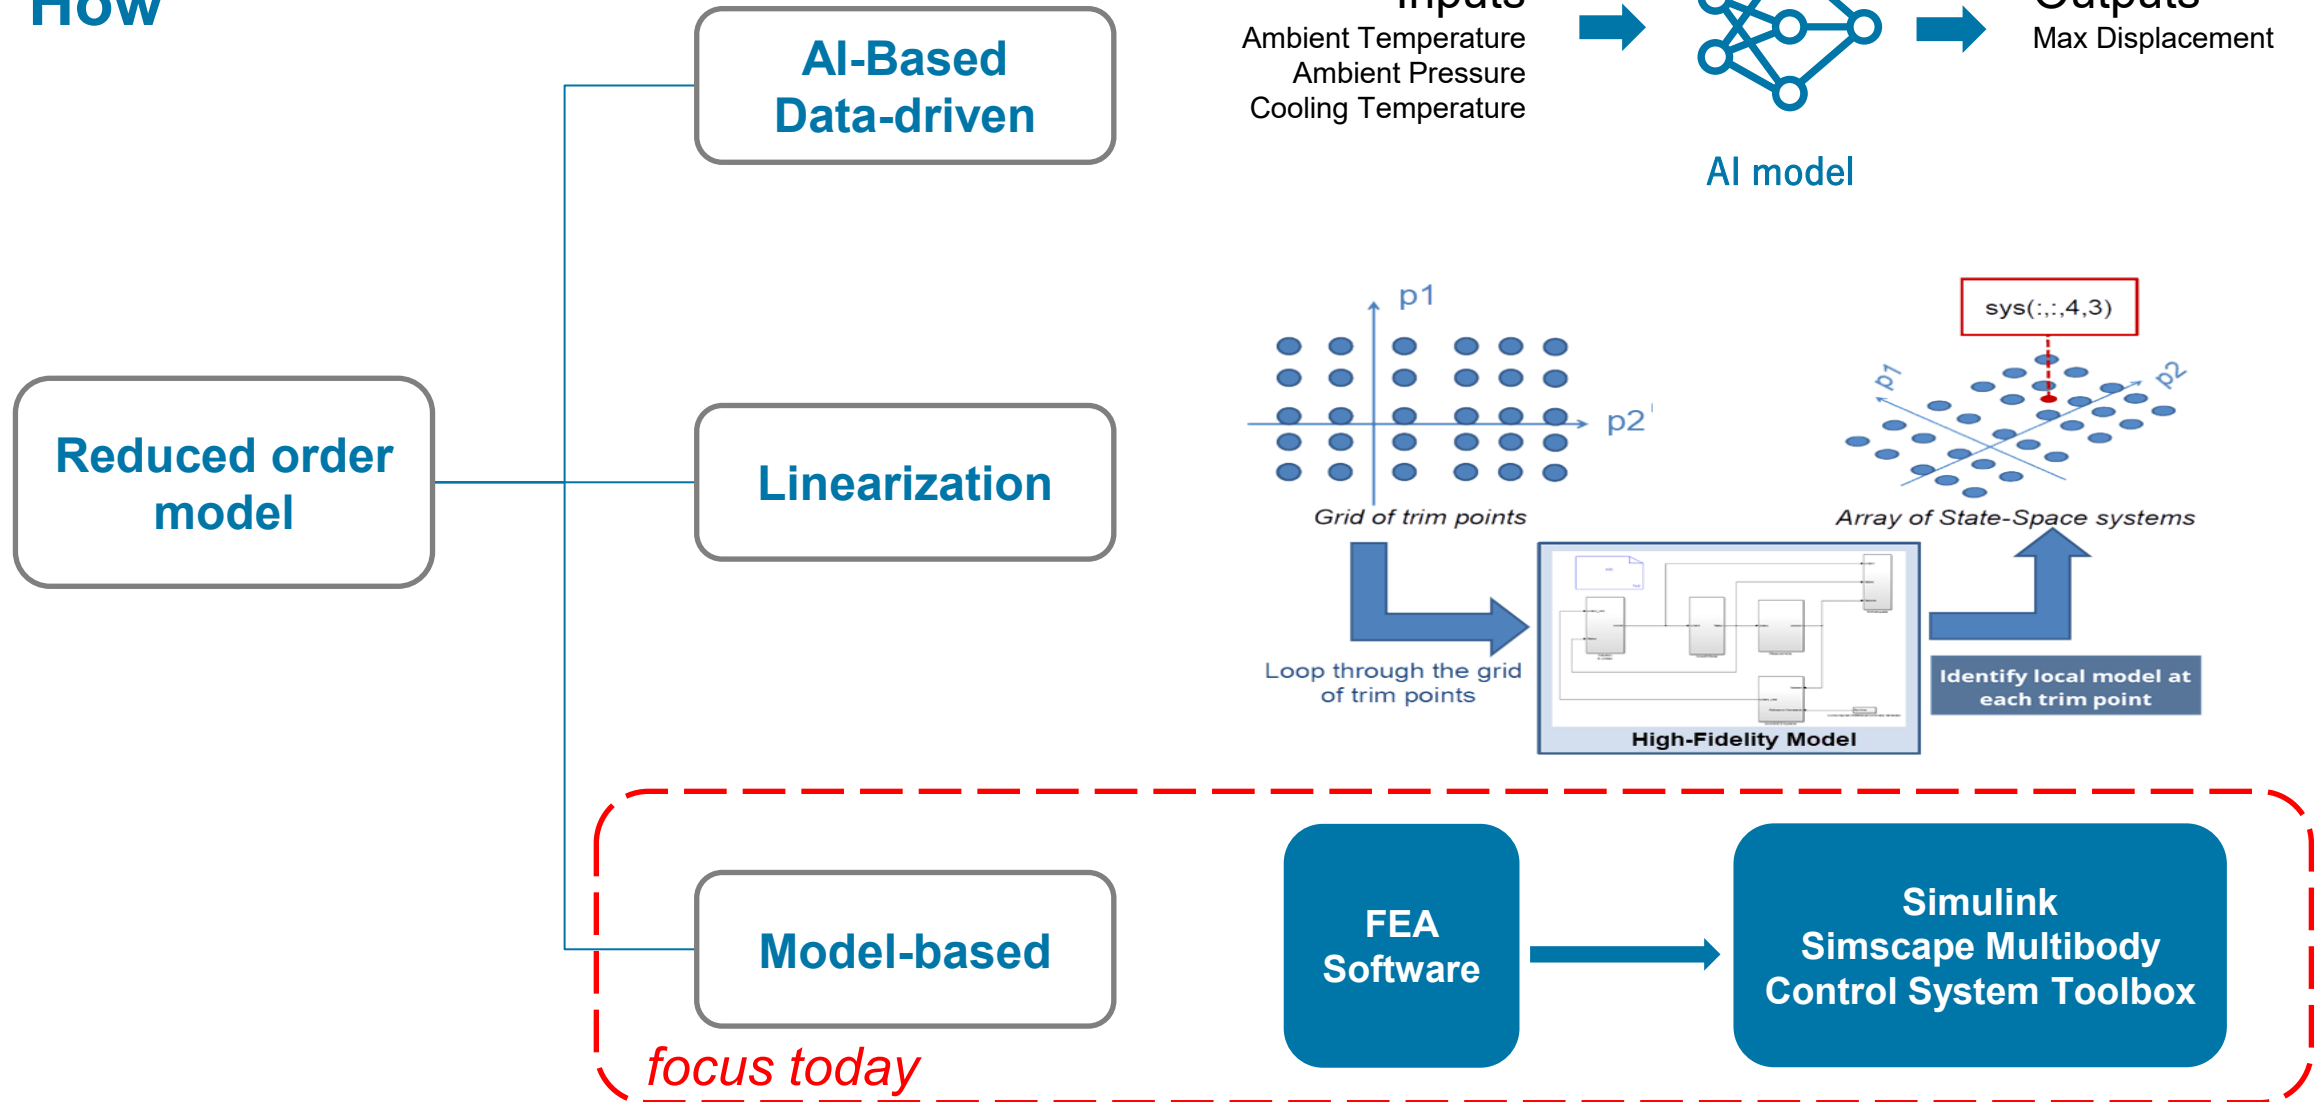 How
AI-Based
Data-driven
Inputs
Ambient Temperature
Ambient Pressure
Cooling Temperature
AI model
Outputs
Max Displacement
Reduced order
model
Linearization
p1
p2
Grid of trim points
sys(:,:,4,3)
p1
p2
Array of State-Space systems
Loop through the grid
of trim points
High-Fidelity Model
Identify local model at
each trim point
Model-based
FEA
Software
Simulink
Simscape Multibody
Control System Toolbox
focus today